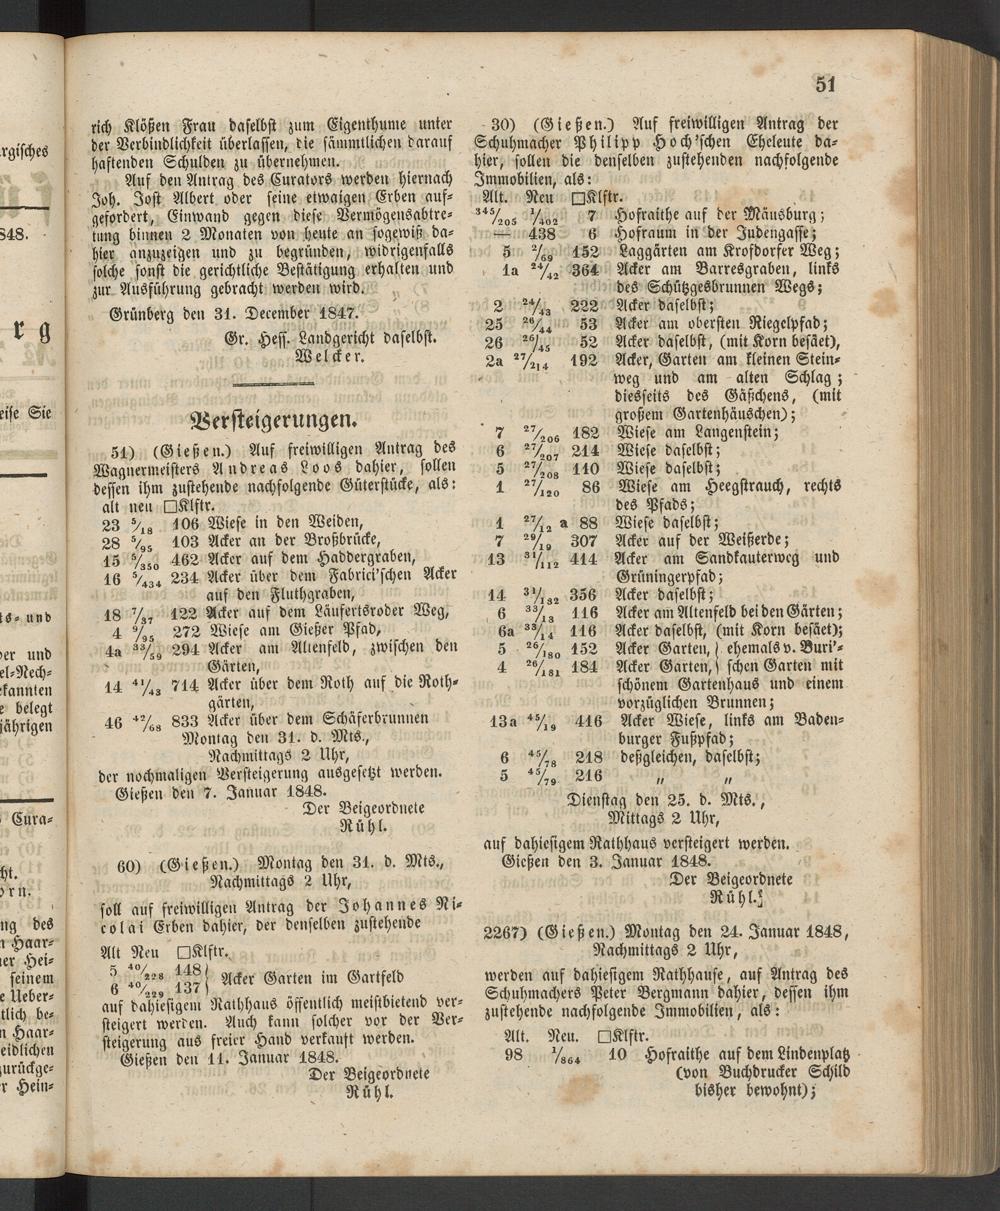 51
rich Klößen Frau daselbst zum Eigenthume unter
der Verbindlichkeit überlassen, die sämmtlichen darauf
haftenden Schulden zu übernehmen.
Auf den Antrag des Curators werden hiernach
Joh. Jost Albert oder seine etwaigen Erben auf-
gefordert, Einwand gegen diese Vermögensabtre-
tung binnen 2 Monaten von heute an sogewiß da-
hier anzuzeigen und zu begründen, widrigenfalls
solche sonst die gerichtliche Bestätigung erhalten und
zur Ausführung gebracht werden wird.
Grünberg den 31. December 1847.
Gr. Hess. Landgericht daselbst.
Welcker.
Versteigerungen.
51) (Gießen.) Auf freiwilligen Antrag des
Wagnermeisters Andreas Loos dahier, sollen
dessen ihm zustehende nachfolgende Güterstücke, als:
alt neu □Klftr.
23 5/18 106 Wiese in den Weiden,
28 5/95 103 Acker an der Broßbrücke,
15 5/350 462 Acker auf dem Haddergraben,
16 5/434 234 Acker über dem Fabrici'schen Acker
auf den Fluthgraben,
18 7/37 122 Acker auf dem Läufertsroder Weg,
4 9/95 272 Wiese am Gießer Pfad,
4a 33/59 294 Acker am Altenfeld, zwischen den
Gärten,
14 41/43 714 Acker über dem Roth auf die Roth-
gärten,
46 42/68 833 Acker über dem Schäferbrunnen
Montag den 31. d. Mts.,
Nachmittags 2 Uhr,
der nochmaligen Versteigerung ausgesetzt werden.
Gießen den 7. Januar 1848.
Der Beigeordnete
Rühl.
60) (Gießen.) Montag den 31. d. Mts.,
Nachmittags 2 Uhr,
soll auf freiwilligen Antrag der Johannes Ni-
colai Erben dahier, der denselben zustehende
Alt Neu □Klftr.
5 40/228 148 }
6 40/229 137 } Acker Garten im Gartfeld
auf dahiesigem Rathhaus öffentlich meistbietend ver-
steigert werden. Auch kann solcher vor der Ver-
steigerung aus freier Hand verkauft werden.
Gießen den 11. Januar 1848.
Der Beigeordnete
Rühl.
30) (Gießen.) Auf freiwilligen Antrag der
Schuhmacher Philipp Hoch'schen Eheleute da-
hier, sollen die denselben zustehenden nachfolgende
Immobilien, als:
Alt. Neu □Klftr.
345/205 1/402 7 Hofraithe auf der Mäusburg;
— 438 6 Hofraum in der Judengasse;
5 2/69 152 Laggärten am Krofdorfer Weg;
1a 24/42 364 Acker am Barresgraben, links
des Schützgesbrunnen Wegs;
2 24/43 222 Acker daselbst;
25 26/44 53 Acker am obersten Riegelpfad;
26 26/45 52 Acker daselbst, (mit Korn besäet),
2a 27/214 192 Acker, Garten am kleinen Stein-
weg und am alten Schlag;
diesseits des Gäßchens, (mit
großem Gartenhäuschen);
7 27/206 182 Wiese am Langenstein;
6 27/207 214 Wiese daselbst;
5 27/208 110 Wiese daselbst;
1 27/120 86 Wiese am Heegstrauch, rechts
des Pfads;
1 27/12 a 88 Wiese daselbst;
7 29/19 307 Acker auf der Weißerde;
13 31/112 414 Acker am Sandkauterweg und
Grüningerpfad;
14 31/132 356 Acker daselbst;
6 33/13 116 Acker am Altenfeld bei den Gärten;
6a 33/14 116 Acker daselbst, (mit Korn besäet);
5 26/180 152 Acker Garten, } ehemals v. Buri'-
4 26/181 184 Acker Garten, } schen Garten mit
schönem Gartenhaus und einem
vorzüglichen Brunnen;
13a 45/19 416 Acker Wiese, links am Baden-
burger Fußpfad;
6 45/78 218 deßgleichen, daselbst;
5 45/79 216 „ „
Dienstag den 25. d. Mts.,
Mittags 2 Uhr,
auf dahiesigem Rathhaus versteigert werden.
Gießen den 3. Januar 1848.
Der Beigeordnete
Rühl.
2267) (Gießen.) Montag den 24. Januar 1848,
Nachmittags 2 Uhr,
werden auf dahiesigem Rathhause, auf Antrag des
Schuhmachers Peter Bergmann dahier, dessen ihm
zustehende nachfolgende Immobilien, als:
Alt. Neu. □Klftr.
98 1/864 10 Hofraithe auf dem Lindenplatz
(von Buchdrucker Schild
bisher bewohnt);